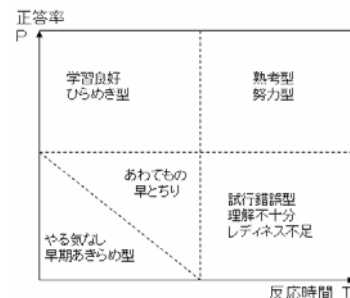 正答率
P
学習良好
ひらめき型
熟考型
努力型
あわてもの
早とちり
試行錯誤型
理解不十分
レディネス不足
やる気なし
早期あきらめ型
反応時間 T